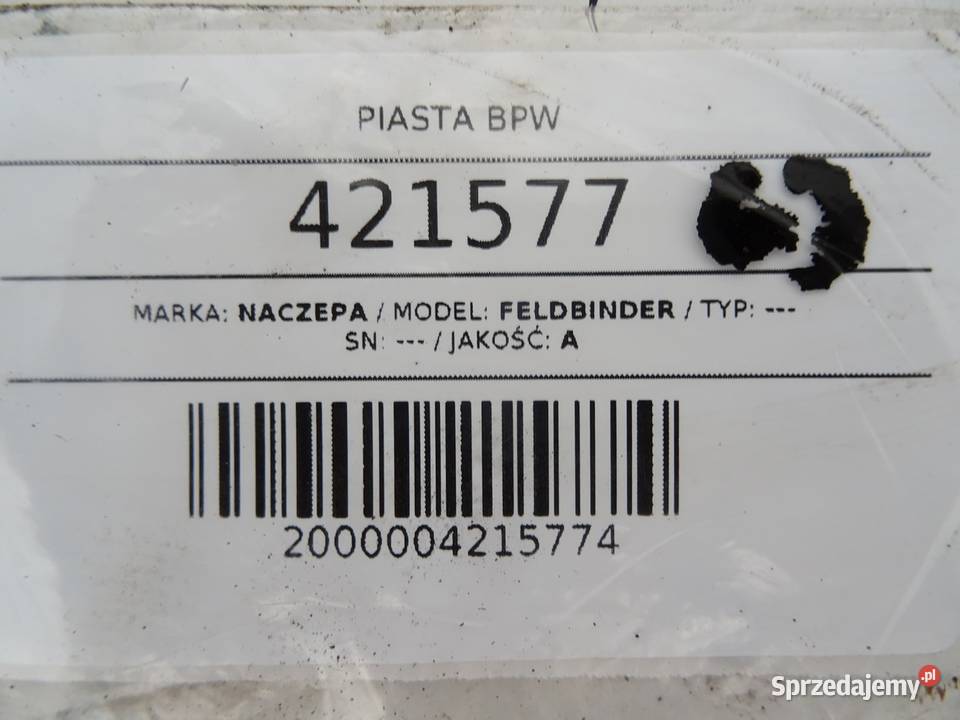 PIASTA BPW
421577
MARKA: NACZEPA / MODEL: FELDBINDER / TYP: ---
SN: --- / JAKOŚĆ: A
2000004215774
Sprzedajemy.pl